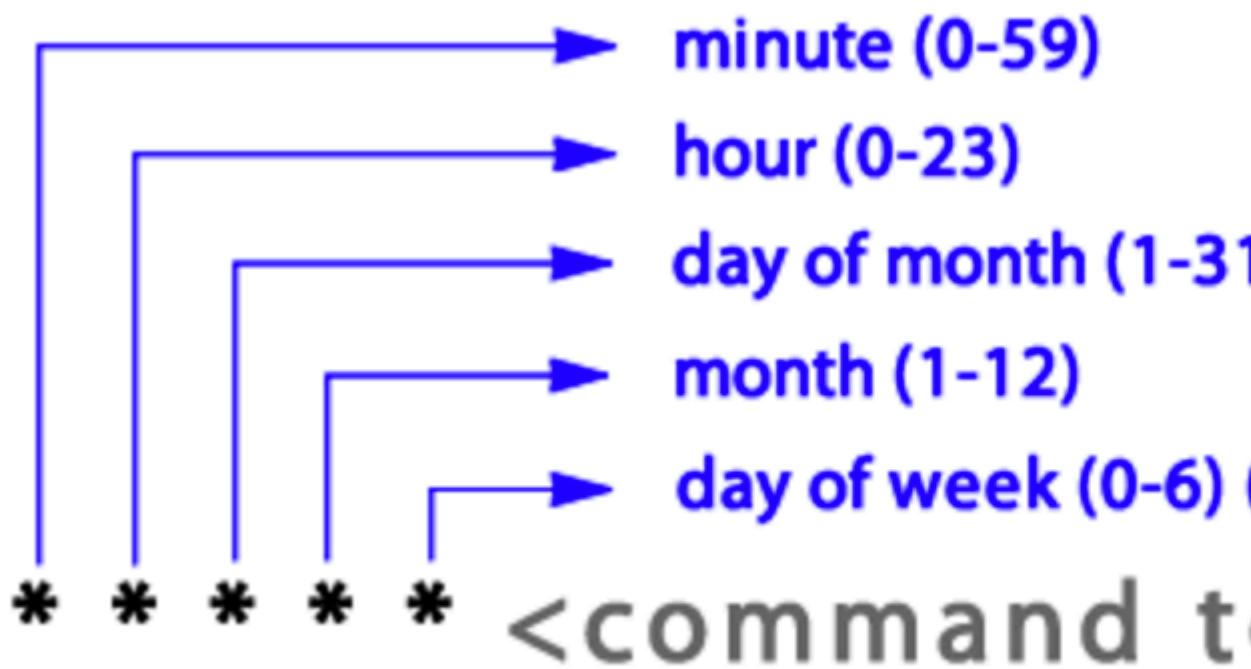 minute (0-59)
hour (0-23)
day of month (1-31
month (1-12)
day of week (0-6) (
* * * * * <command